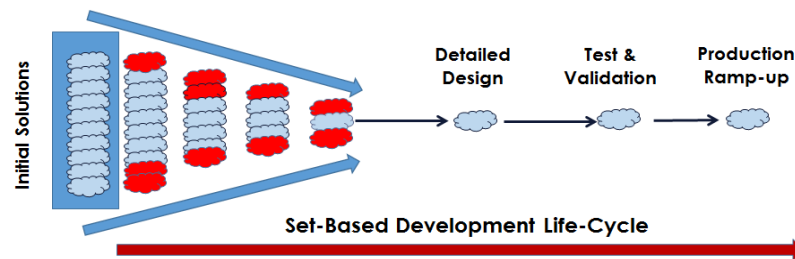 Initial Solutions
Detailed
Design
Test &
Validation
Production
Ramp-up
Set-Based Development Life-Cycle